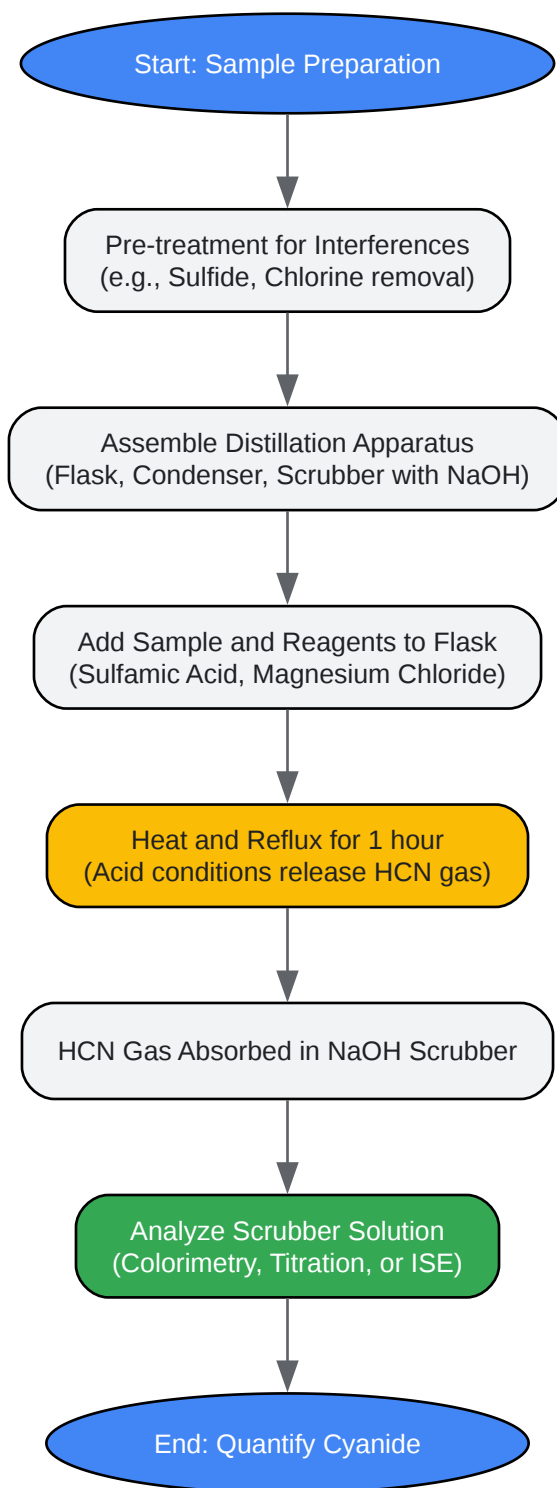 Start: Sample Preparation
Pre-treatment for Interferences
(e.g., Sulfide, Chlorine removal)
Assemble Distillation Apparatus
(Flask, Condenser, Scrubber with NaOH)
Add Sample and Reagents to Flask
(Sulfamic Acid, Magnesium Chloride)
Heat and Reflux for 1 hour
(Acid conditions release HCN gas)
HCN Gas Absorbed in NaOH Scrubber
Analyze Scrubber Solution
(Colorimetry, Titration, or ISE)
End: Quantify Cyanide